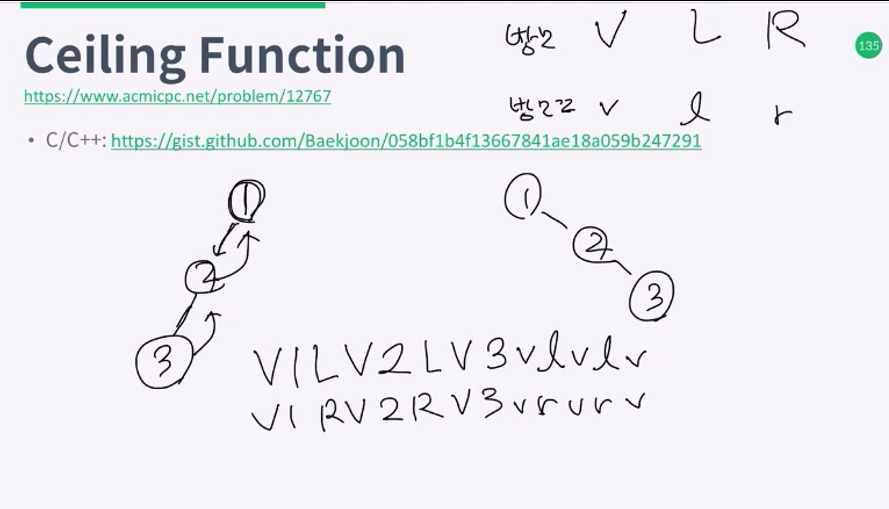 Ceiling Function
https://www.acmicpc.net/problem/12767
방문 V L R
135
방문끝 v l r
• C/C++: https://gist.github.com/Baekjoon/058bf1b4f13667841ae18a059b247291
1
1
2
2
3
3
V1LV2LV3vlvlv
V1RV2RV3vrvrv